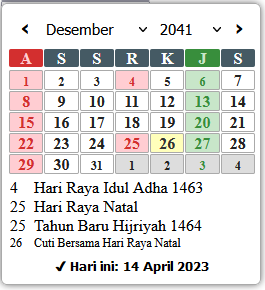 Desember 2041
A S S R K J S
1 2 3 4 5 6 7
8 9 10 11 12 13 14
15 16 17 18 19 20 21
22 23 24 25 26 27 28
29 30 31 1 2 3 4
4 Hari Raya Idul Adha 1463
25 Hari Raya Natal
25 Tahun Baru Hijriyah 1464
26 Cuti Bersama Hari Raya Natal
✔ Hari ini: 14 April 2023